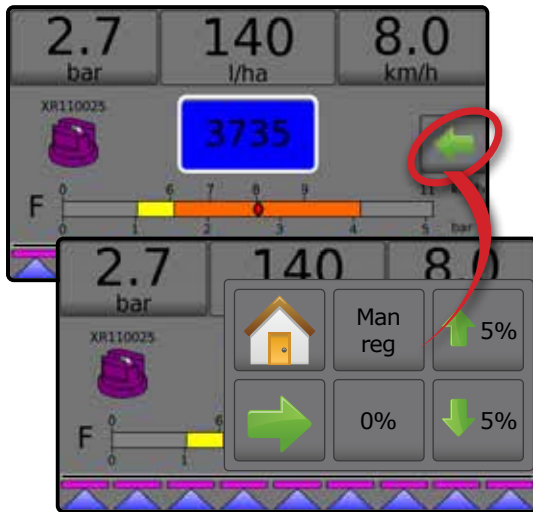 2.7 140 8.0
bar l/ha km/h
XR110025
3735
0 6 7 8 9 11
F
0 1 2 3 4 5 bar
2.7 140 8.0
bar
XR110025
0 6
F
0 1
Man
reg
5%
0%
5%